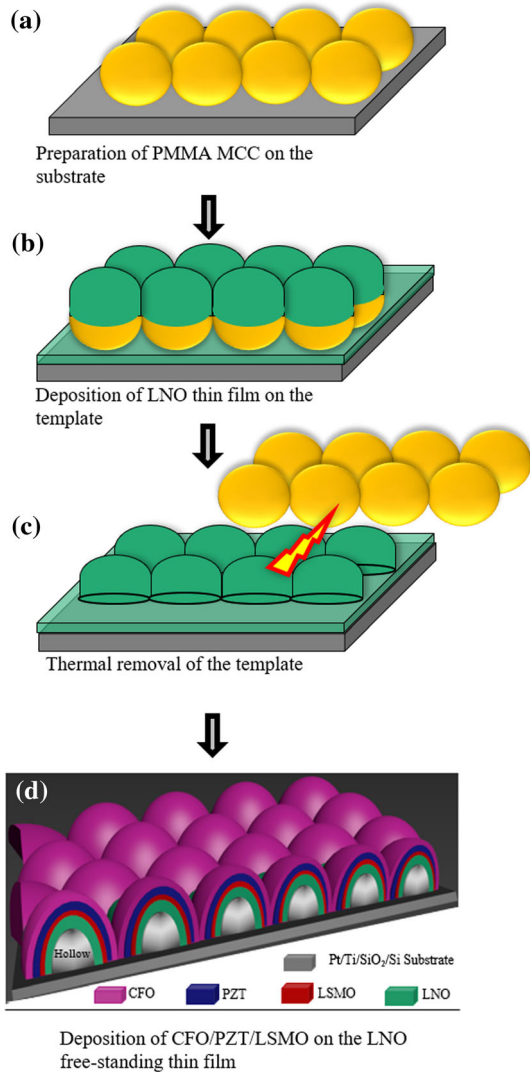 (a)
Preparation of PMMA MCC on the
substrate
(b)
Deposition of LNO thin film on the
template
(c)
Thermal removal of the template
(d)
Hollow
Pt/Ti/SiO₂/Si Substrate
CFO PZT LSMO LNO
Deposition of CFO/PZT/LSMO on the LNO
free-standing thin film